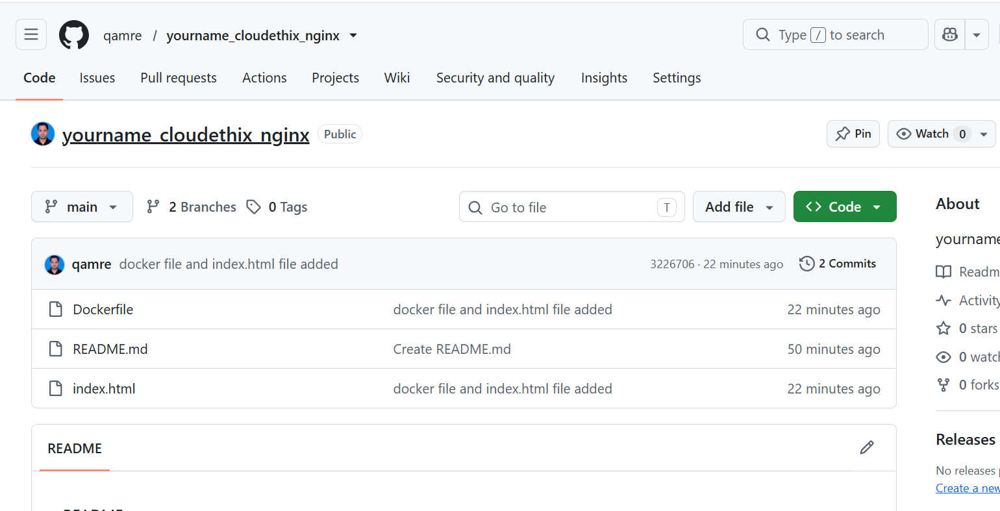 qamre / yourname_cloudethix_nginx
Type / to search
Code Issues Pull requests Actions Projects Wiki Security and quality Insights Settings
yourname_cloudethix_nginx Public
Pin
Watch 0
main
2 Branches
0 Tags
Go to file T
Add file
Code
qamre docker file and index.html file added 3226706 · 22 minutes ago 2 Commits
Dockerfile docker file and index.html file added 22 minutes ago
README.md Create README.md 50 minutes ago
index.html docker file and index.html file added 22 minutes ago
README
README
About
yourname
Readm
Activity
0 stars
0 watch
0 forks
Releases
No releases p
Create a new